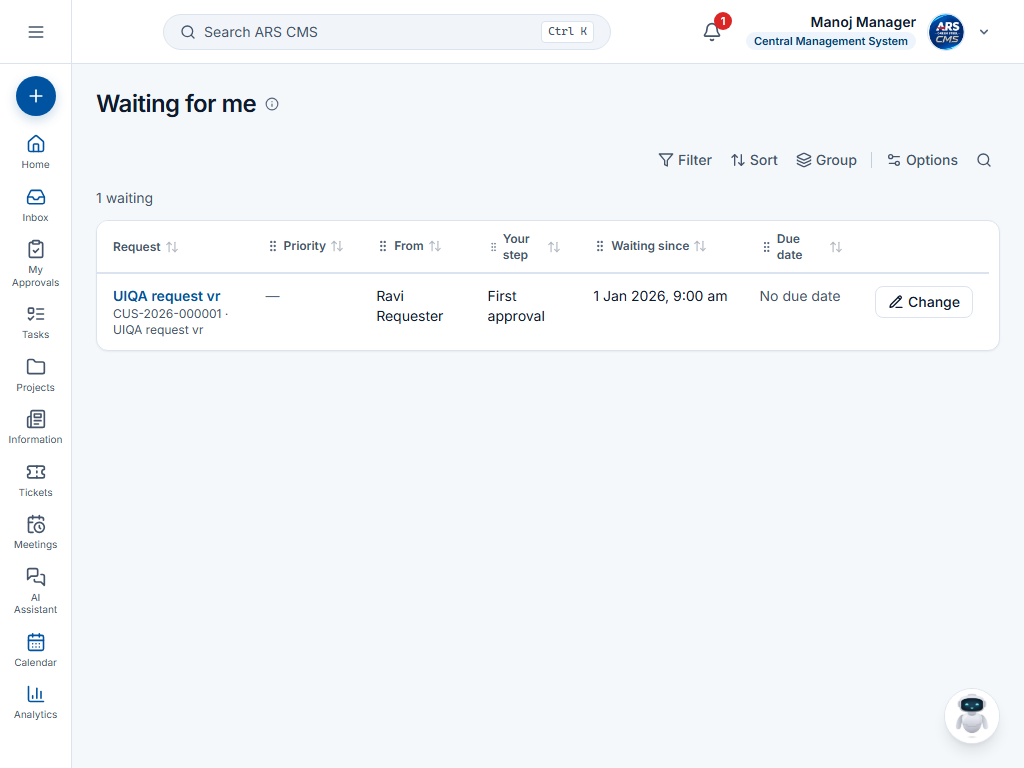 Search ARS CMS
Ctrl K
1
Manoj Manager
Central Management System
ARS
CMS
Home
Inbox
My
Approvals
Tasks
Projects
Information
Tickets
Meetings
AI
Assistant
Calendar
Analytics
Waiting for me
Filter
Sort
Group
Options
1 waiting
Request
Priority
From
Your
step
Waiting since
Due
date
UIQA request vr
CUS-2026-000001 ·
UIQA request vr
—
Ravi
Requester
First
approval
1 Jan 2026, 9:00 am
No due date
Change